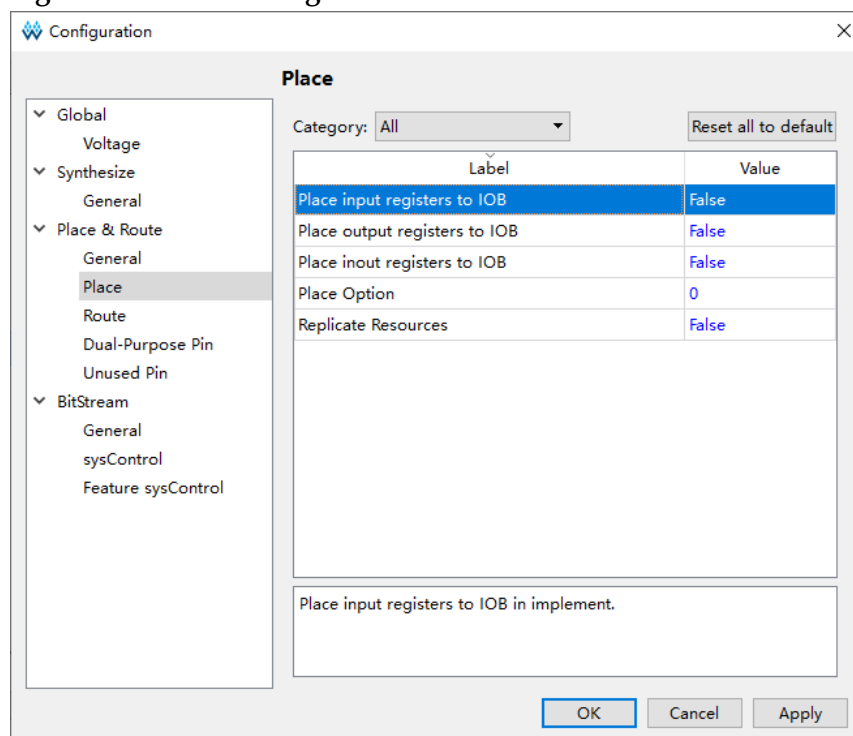 Configuration
Place
Global
Voltage
Synthesize
General
Place & Route
General
Place
Route
Dual-Purpose Pin
Unused Pin
BitStream
General
sysControl
Feature sysControl
Category: All
Reset all to default
Label Value
Place input registers to IOB False
Place output registers to IOB False
Place inout registers to IOB False
Place Option 0
Replicate Resources False
Place input registers to IOB in implement.
OK Cancel Apply